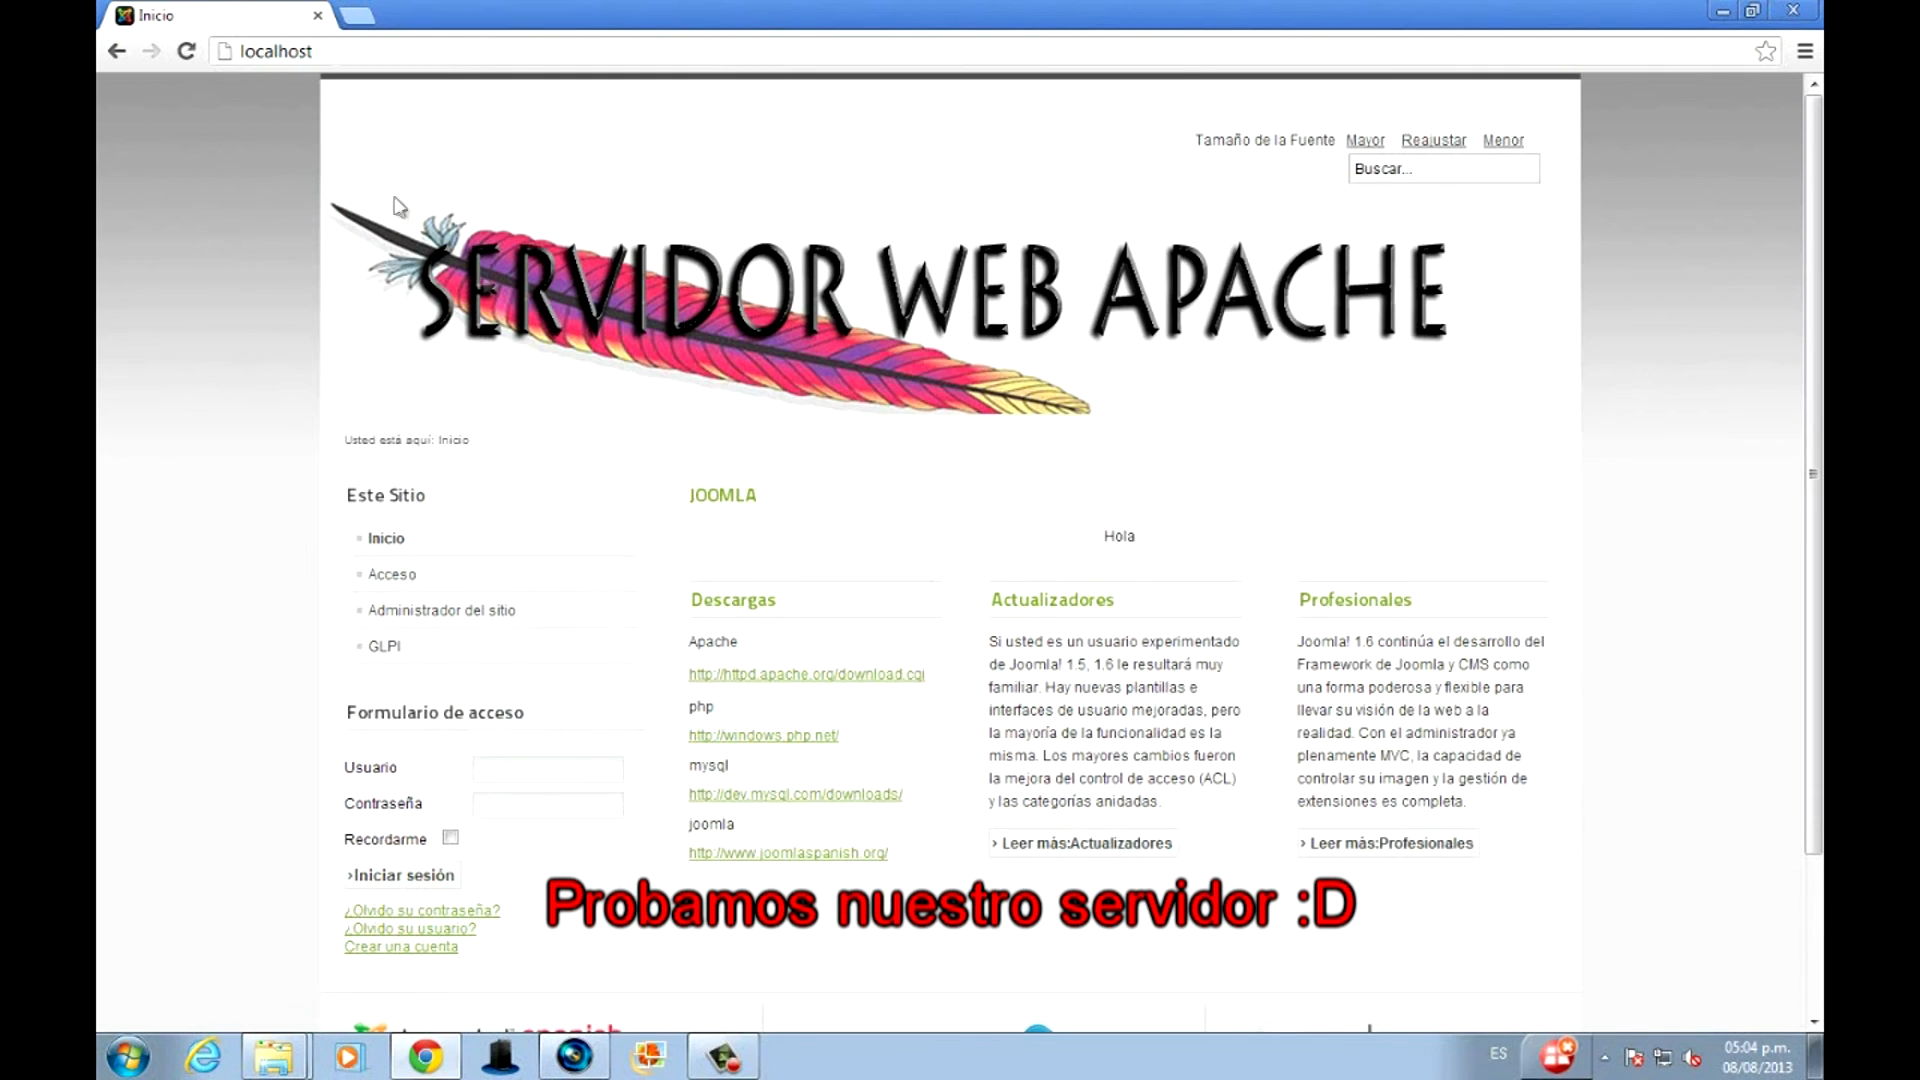 Inicio
localhost
Tamaño de la Fuente Mayor Reajustar Menor
Buscar...
SERVIDOR WEB APACHE
Usted está aquí: Inicio
Este Sitio
Inicio
Acceso
Administrador del sitio
GLPI
Formulario de acceso
Usuario
Contraseña
Recordarme
›Iniciar sesión
¿Olvido su contraseña?
¿Olvido su usuario?
Crear una cuenta
JOOMLA
Hola
Descargas
Apache
http://httpd.apache.org/download.cgi
php
http://windows.php.net/
mysql
http://dev.mysql.com/downloads/
joomla
http://www.joomlaspanish.org/
Actualizadores
Si usted es un usuario experimentado
de Joomla! 1.5, 1.6 le resultará muy
familiar. Hay nuevas plantillas e
interfaces de usuario mejoradas, pero
la mayoría de la funcionalidad es la
misma. Los mayores cambios fueron
la mejora del control de acceso (ACL)
y las categorías anidadas.
› Leer más:Actualizadores
Profesionales
Joomla! 1.6 continúa el desarrollo del
Framework de Joomla y CMS como
una forma poderosa y flexible para
llevar su visión de la web a la
realidad. Con el administrador ya
plenamente MVC, la capacidad de
controlar su imagen y la gestión de
extensiones es completa.
› Leer más:Profesionales
Probamos nuestro servidor :D
ES
05:04 p.m.
08/08/2013